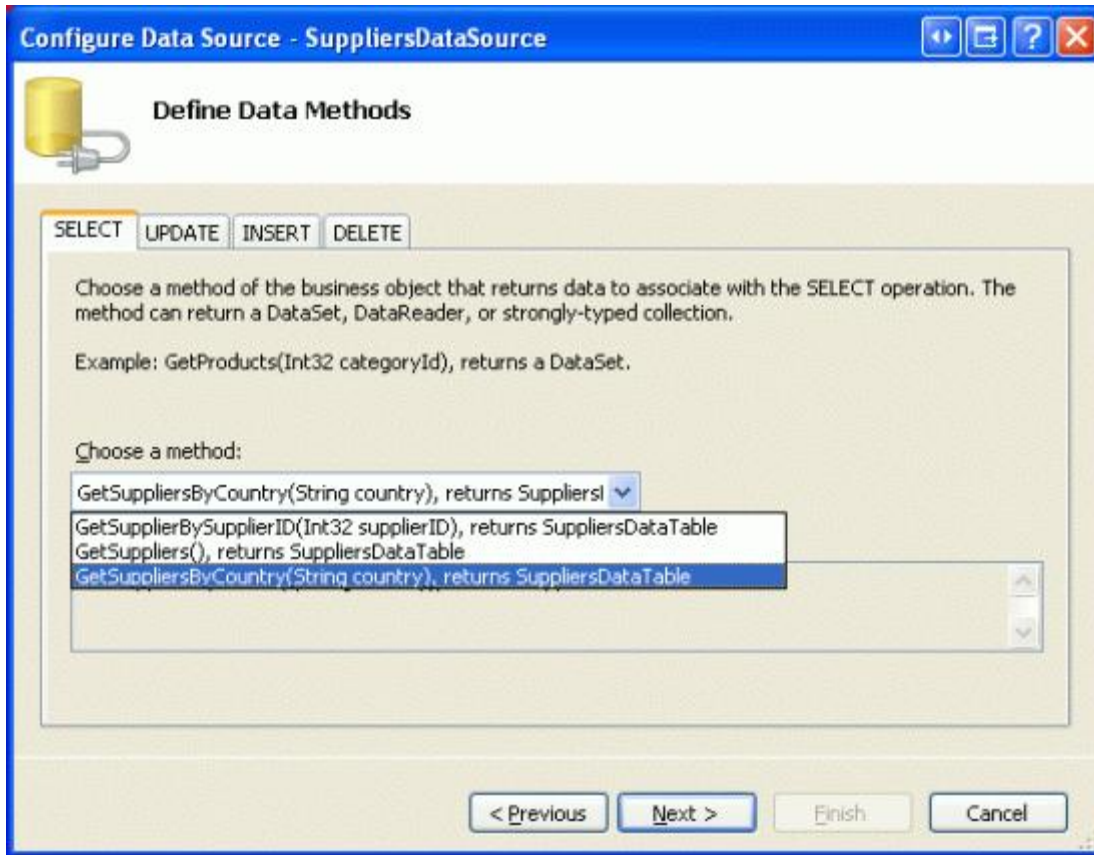 Configure Data Source - SuppliersDataSource
Define Data Methods
SELECT UPDATE INSERT DELETE
Choose a method of the business object that returns data to associate with the SELECT operation. The
method can return a DataSet, DataReader, or strongly-typed collection.
Example: GetProducts(Int32 categoryId), returns a DataSet.
Choose a method:
GetSuppliersByCountry(String country), returns Suppliers
GetSupplierBySupplierID(Int32 supplierID), returns SuppliersDataTable
GetSuppliers(), returns SuppliersDataTable
GetSuppliersByCountry(String country), returns SuppliersDataTable
< Previous Next > Finish Cancel